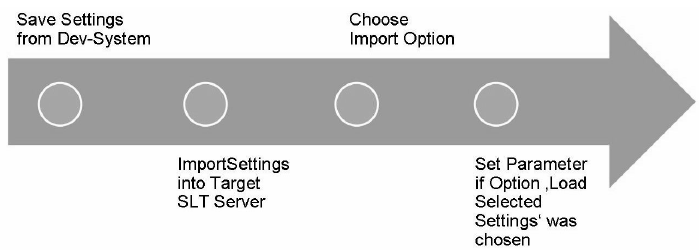 Save Settings
from Dev-System
ImportSettings
into Target
SLT Server
Choose
Import Option
Set Parameter
if Option ‚Load
Selected
Settings‘ was
chosen